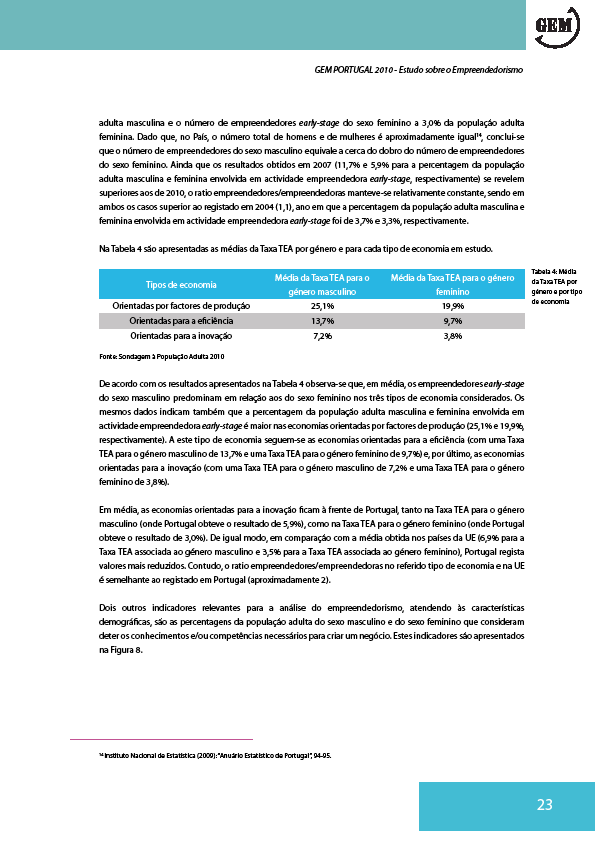 GEM
GEM PORTUGAL 2010 - Estudo sobre o Empreendedorismo
adulta masculina e o número de empreendedores early-stage do sexo feminino a 3,0% da população adulta
feminina. Dado que, no País, o número total de homens e de mulheres é aproximadamente igual¹⁴, conclui-se
que o número de empreendedores do sexo masculino equivale a cerca do dobro do número de empreendedores
do sexo feminino. Ainda que os resultados obtidos em 2007 (11,7% e 5,9% para a percentagem da população
adulta masculina e feminina envolvida em actividade empreendedora early-stage, respectivamente) se revelem
superiores aos de 2010, o ratio empreendedores/empreendedoras manteve-se relativamente constante, sendo em
ambos os casos superior ao registado em 2004 (1,1), ano em que a percentagem da população adulta masculina e
feminina envolvida em actividade empreendedora early-stage foi de 3,7% e 3,3%, respectivamente.
Na Tabela 4 são apresentadas as médias da Taxa TEA por género e para cada tipo de economia em estudo.
Tabela 4: Média
da Taxa TEA por
género e por tipo
de economia
Tipos de economia
Média da Taxa TEA para o
género masculino
Média da Taxa TEA para o género
feminino
Orientadas por factores de produção 25,1% 19,9%
Orientadas para a eficiência 13,7% 9,7%
Orientadas para a inovação 7,2% 3,8%
Fonte: Sondagem à População Adulta 2010
De acordo com os resultados apresentados na Tabela 4 observa-se que, em média, os empreendedores early-stage
do sexo masculino predominam em relação aos do sexo feminino nos três tipos de economia considerados. Os
mesmos dados indicam também que a percentagem da população adulta masculina e feminina envolvida em
actividade empreendedora early-stage é maior nas economias orientadas por factores de produção (25,1% e 19,9%,
respectivamente). A este tipo de economia seguem-se as economias orientadas para a eficiência (com uma Taxa
TEA para o género masculino de 13,7% e uma Taxa TEA para o género feminino de 9,7%) e, por último, as economias
orientadas para a inovação (com uma Taxa TEA para o género masculino de 7,2% e uma Taxa TEA para o género
feminino de 3,8%).
Em média, as economias orientadas para a inovação ficam à frente de Portugal, tanto na Taxa TEA para o género
masculino (onde Portugal obteve o resultado de 5,9%), como na Taxa TEA para o género feminino (onde Portugal
obteve o resultado de 3,0%). De igual modo, em comparação com a média obtida nos países da UE (6,9% para a
Taxa TEA associada ao género masculino e 3,5% para a Taxa TEA associada ao género feminino), Portugal regista
valores mais reduzidos. Contudo, o ratio empreendedores/empreendedoras no referido tipo de economia e na UE
é semelhante ao registado em Portugal (aproximadamente 2).
Dois outros indicadores relevantes para a análise do empreendedorismo, atendendo às características
demográficas, são as percentagens da população adulta do sexo masculino e do sexo feminino que consideram
deter os conhecimentos e/ou competências necessários para criar um negócio. Estes indicadores são apresentados
na Figura 8.
¹⁴ Instituto Nacional de Estatística (2009): "Anuário Estatístico de Portugal", 94-95.
23